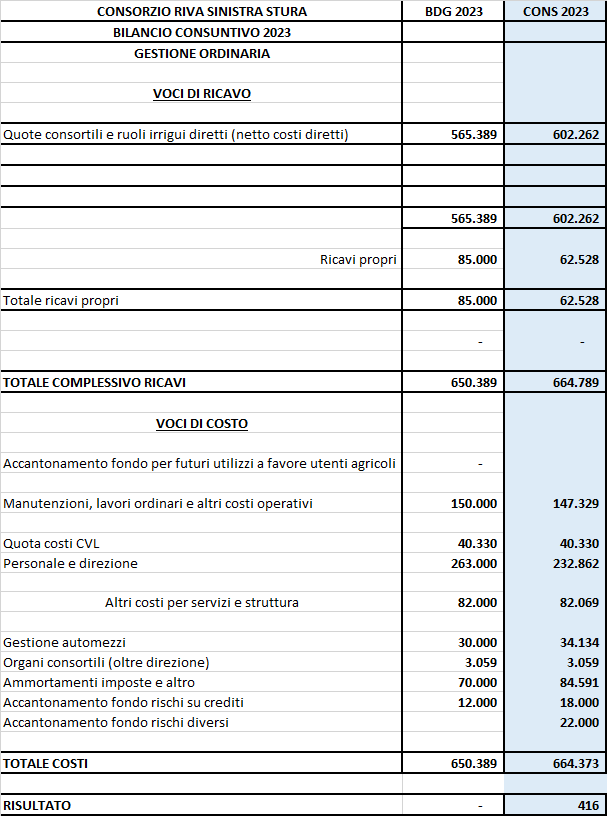 CONSORZIO RIVA SINISTRA STURA BDG 2023 CONS 2023
BILANCIO CONSUNTIVO 2023
GESTIONE ORDINARIA
VOCI DI RICAVO
Quote consortili e ruoli irrigui diretti (netto costi diretti) 565.389 602.262
565.389 602.262
Ricavi propri 85.000 62.528
Totale ricavi propri 85.000 62.528
- -
TOTALE COMPLESSIVO RICAVI 650.389 664.789
VOCI DI COSTO
Accantonamento fondo per futuri utilizzi a favore utenti agricoli -
Manutenzioni, lavori ordinari e altri costi operativi 150.000 147.329
Quota costi CVL 40.330 40.330
Personale e direzione 263.000 232.862
Altri costi per servizi e struttura 82.000 82.069
Gestione automezzi 30.000 34.134
Organi consortili (oltre direzione) 3.059 3.059
Ammortamenti imposte e altro 70.000 84.591
Accantonamento fondo rischi su crediti 12.000 18.000
Accantonamento fondo rischi diversi 22.000
TOTALE COSTI 650.389 664.373
RISULTATO - 416